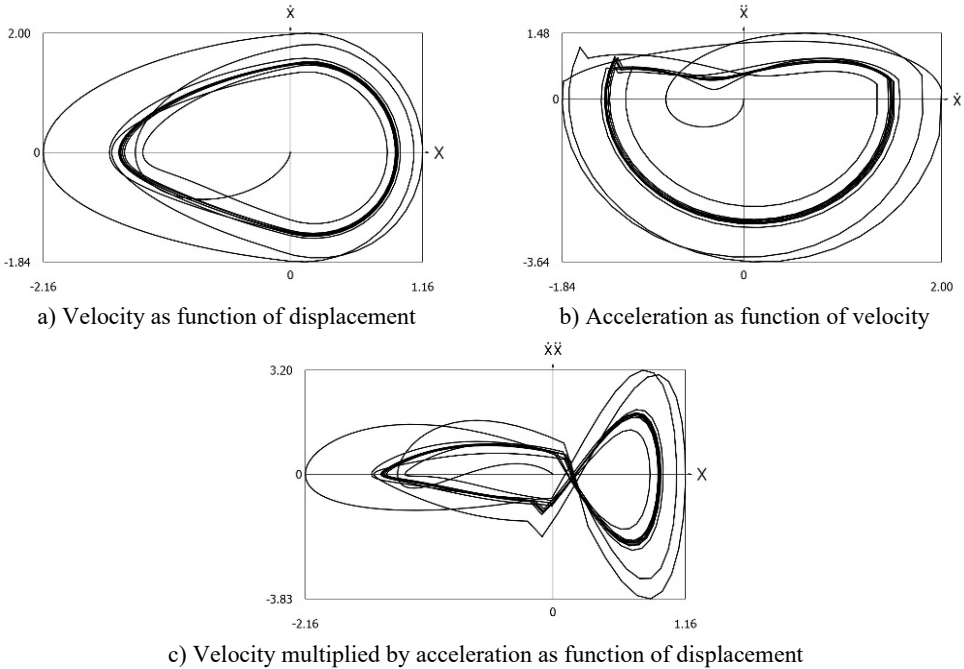 ẋ
ẍ
2.00
1.48
0
X
0
ẋ
-1.84
-3.64
0
0
-2.16
1.16
-1.84
2.00
a) Velocity as function of displacement
b) Acceleration as function of velocity
ẋẍ
3.20
0
X
-3.83
0
-2.16
1.16
c) Velocity multiplied by acceleration as function of displacement